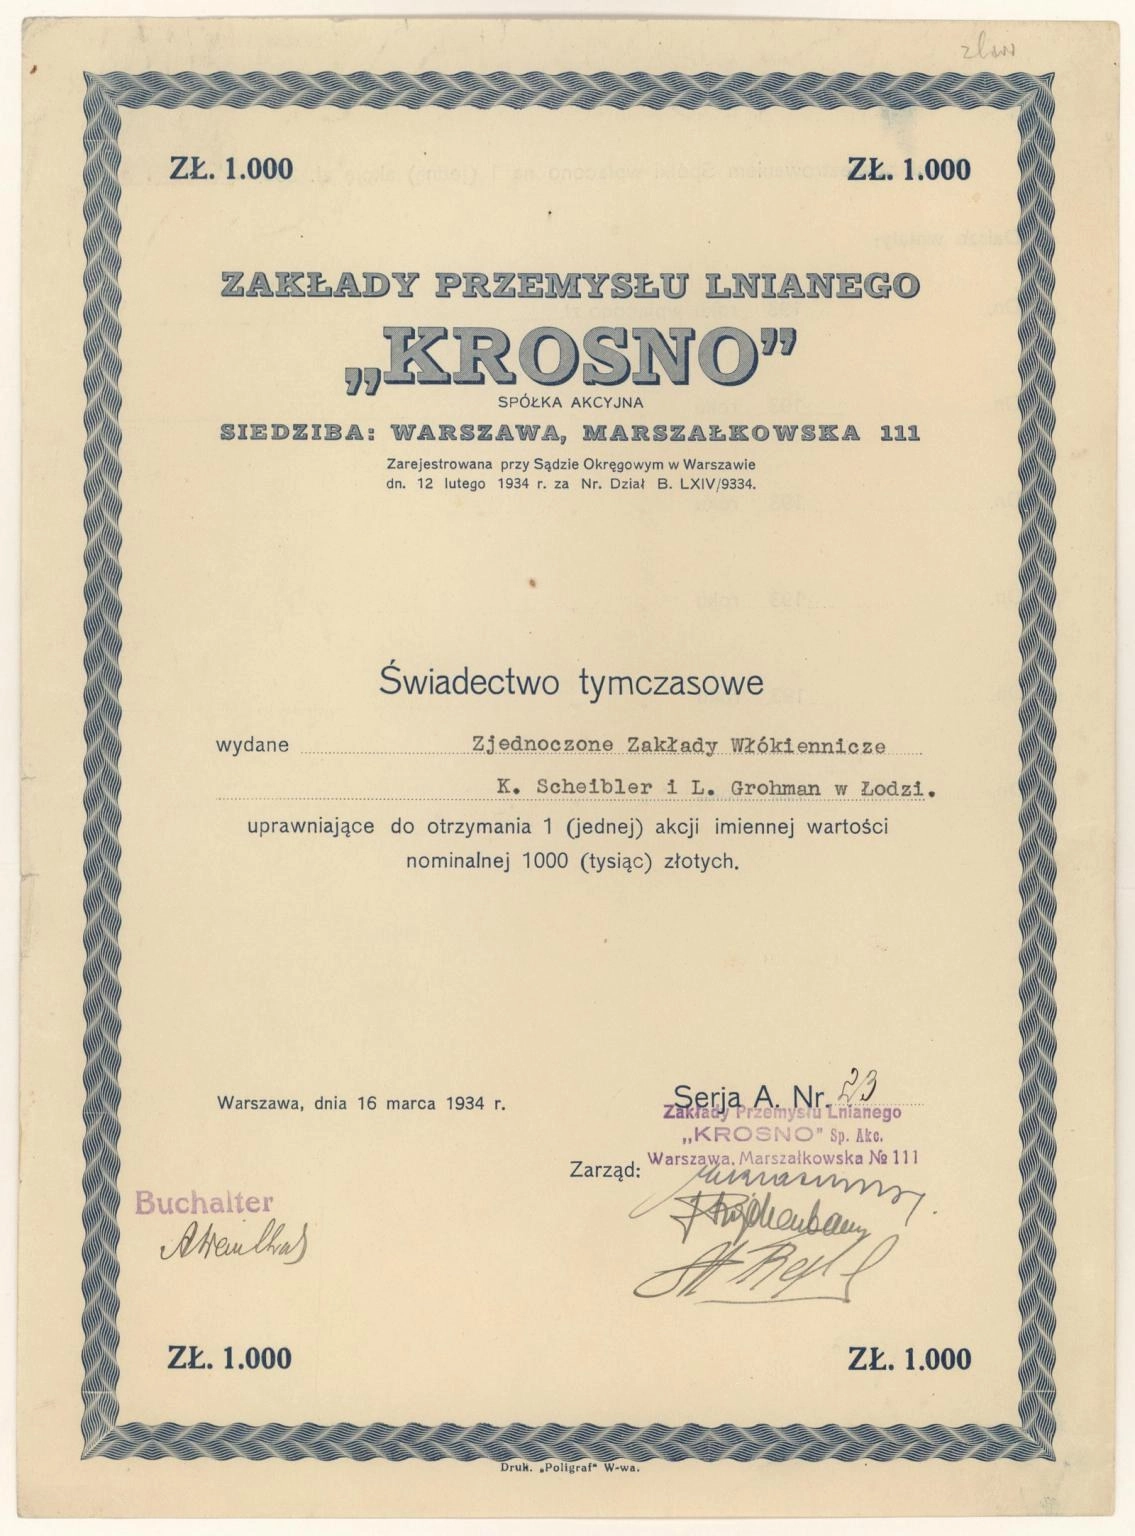 ZŁ. 1.000 ZŁ. 1.000
ZAKŁADY PRZEMYSŁU LNIANEGO
„KROSNO”
SPÓŁKA AKCYJNA
SIEDZIBA: WARSZAWA, MARSZAŁKOWSKA 111
Zarejestrowana przy Sądzie Okręgowym w Warszawie
dn. 12 lutego 1934 r. za Nr. Dział B. LXIV/9334.
Świadectwo tymczasowe
wydane Zjednoczone Zakłady Włókiennicze
K. Scheibler i L. Grohman w Łodzi.
uprawniające do otrzymania 1 (jednej) akcji imiennej wartości
nominalnej 1000 (tysiąc) złotych.
Warszawa, dnia 16 marca 1934 r.
Serja A. Nr. 23
Zakłady Przemysłu Lnianego
„KROSNO” Sp. Akc.
Warszawa, Marszałkowska № 111
Zarząd:
Buchalter
ZŁ. 1.000 ZŁ. 1.000
Druk. „Poligraf” W-wa.